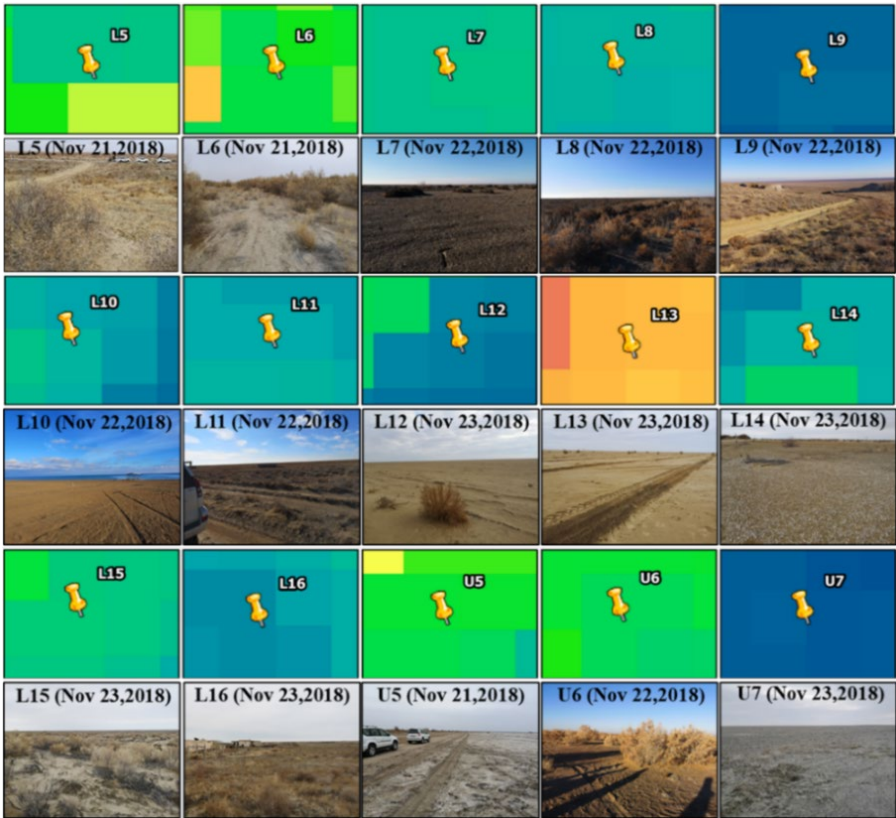 L5 L6 L7 L8 L9
L5 (Nov 21,2018) L6 (Nov 21,2018) L7 (Nov 22,2018) L8 (Nov 22,2018) L9 (Nov 22,2018)
L10 L11 L12 L13 L14
L10 (Nov 22,2018) L11 (Nov 22,2018) L12 (Nov 23,2018) L13 (Nov 23,2018) L14 (Nov 23,2018)
L15 L16 U5 U6 U7
L15 (Nov 23,2018) L16 (Nov 23,2018) U5 (Nov 21,2018) U6 (Nov 22,2018) U7 (Nov 23,2018)